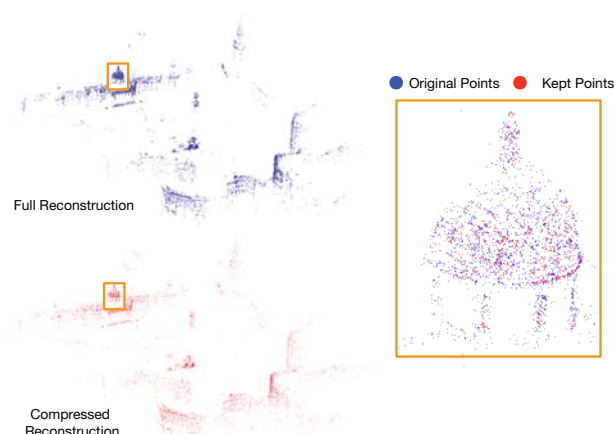 Original Points Kept Points
Full Reconstruction
Compressed
Reconstruction